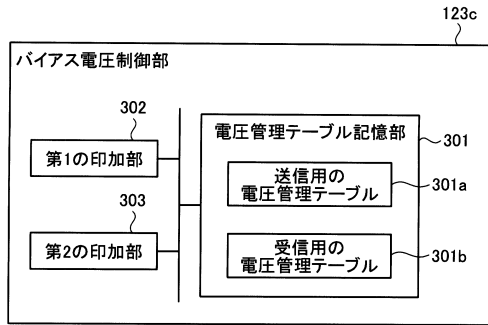 123c
バイアス電圧制御部
302
第1の印加部
303
第2の印加部
電圧管理テーブル記憶部
301
送信用の
電圧管理テーブル
301a
受信用の
電圧管理テーブル
301b